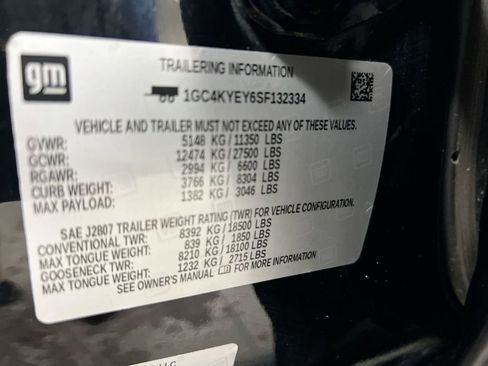 gm
TRAILERING INFORMATION
1GC4KYEY6SF132334
VEHICLE AND TRAILER MUST NOT EXCEED ANY OF THESE VALUES.
GVWR: 5148 KG/11350 LBS
GCWR: 12474 KG/27500 LBS
RGAWR: 2994 KG/ 6600 LBS
CURB WEIGHT: 3766 KG/ 8304 LBS
MAX PAYLOAD: 1382 KG/ 3046 LBS
SAE J2807 TRAILER WEIGHT RATING (TWR) FOR VEHICLE CONFIGURATION.
CONVENTIONAL TWR: 8392 KG/18500 LBS
MAX TONGUE WEIGHT: 839 KG/ 1850 LBS
GOOSENECK TWR: 8210 KG/18100 LBS
MAX TONGUE WEIGHT: 1232 KG/ 2715 LBS
SEE OWNER'S MANUAL FOR MORE INFORMATION